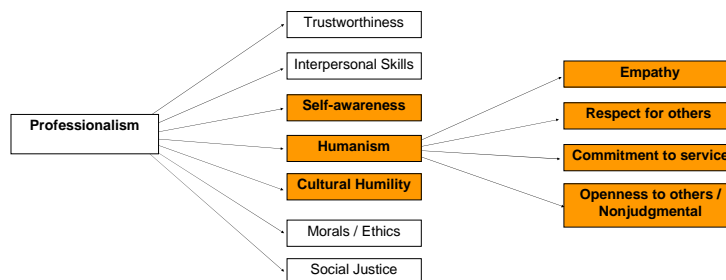 Professionalism
Trustworthiness
Interpersonal Skills
Self-awareness
Humanism
Cultural Humility
Morals / Ethics
Social Justice
Empathy
Respect for others
Commitment to service
Openness to others /
Nonjudgmental